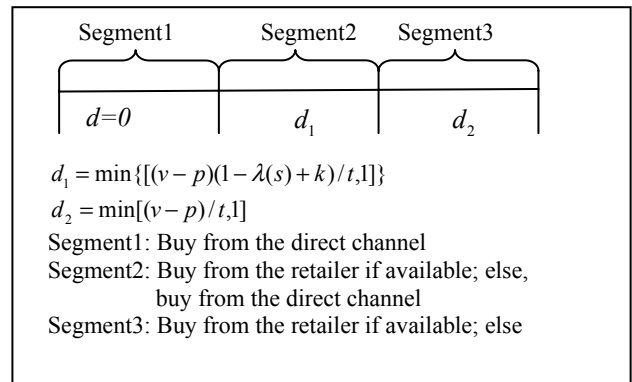 Segment1 Segment2 Segment3
d=0 d₁ d₂
d₁ = min{[(v − p)(1 − λ(s) + k)/t,1]}
d₂ = min[(v − p)/t,1]
Segment1: Buy from the direct channel
Segment2: Buy from the retailer if available; else,
buy from the direct channel
Segment3: Buy from the retailer if available; else